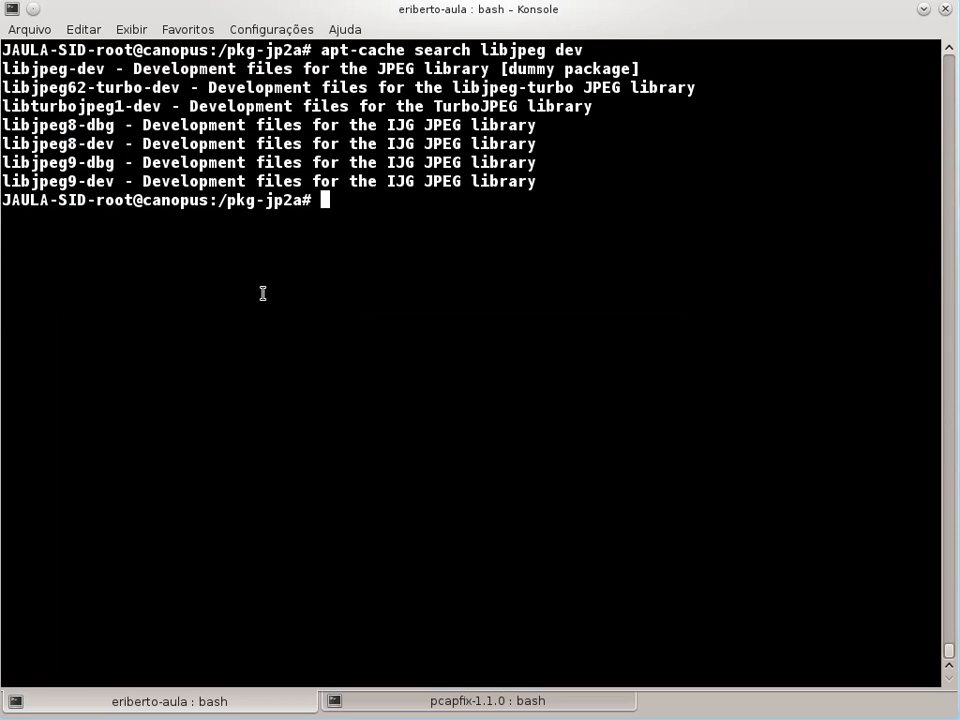 eriberto-aula : bash – Konsole
Arquivo Editar Exibir Favoritos Configurações Ajuda
JAULA-SID-root@canopus:/pkg-jp2a# apt-cache search libjpeg dev
libjpeg-dev - Development files for the JPEG library [dummy package]
libjpeg62-turbo-dev - Development files for the libjpeg-turbo JPEG library
libturbojpeg1-dev - Development files for the TurboJPEG library
libjpeg8-dbg - Development files for the IJG JPEG library
libjpeg8-dev - Development files for the IJG JPEG library
libjpeg9-dbg - Development files for the IJG JPEG library
libjpeg9-dev - Development files for the IJG JPEG library
JAULA-SID-root@canopus:/pkg-jp2a#
eriberto-aula : bash pcapfix-1.1.0 : bash